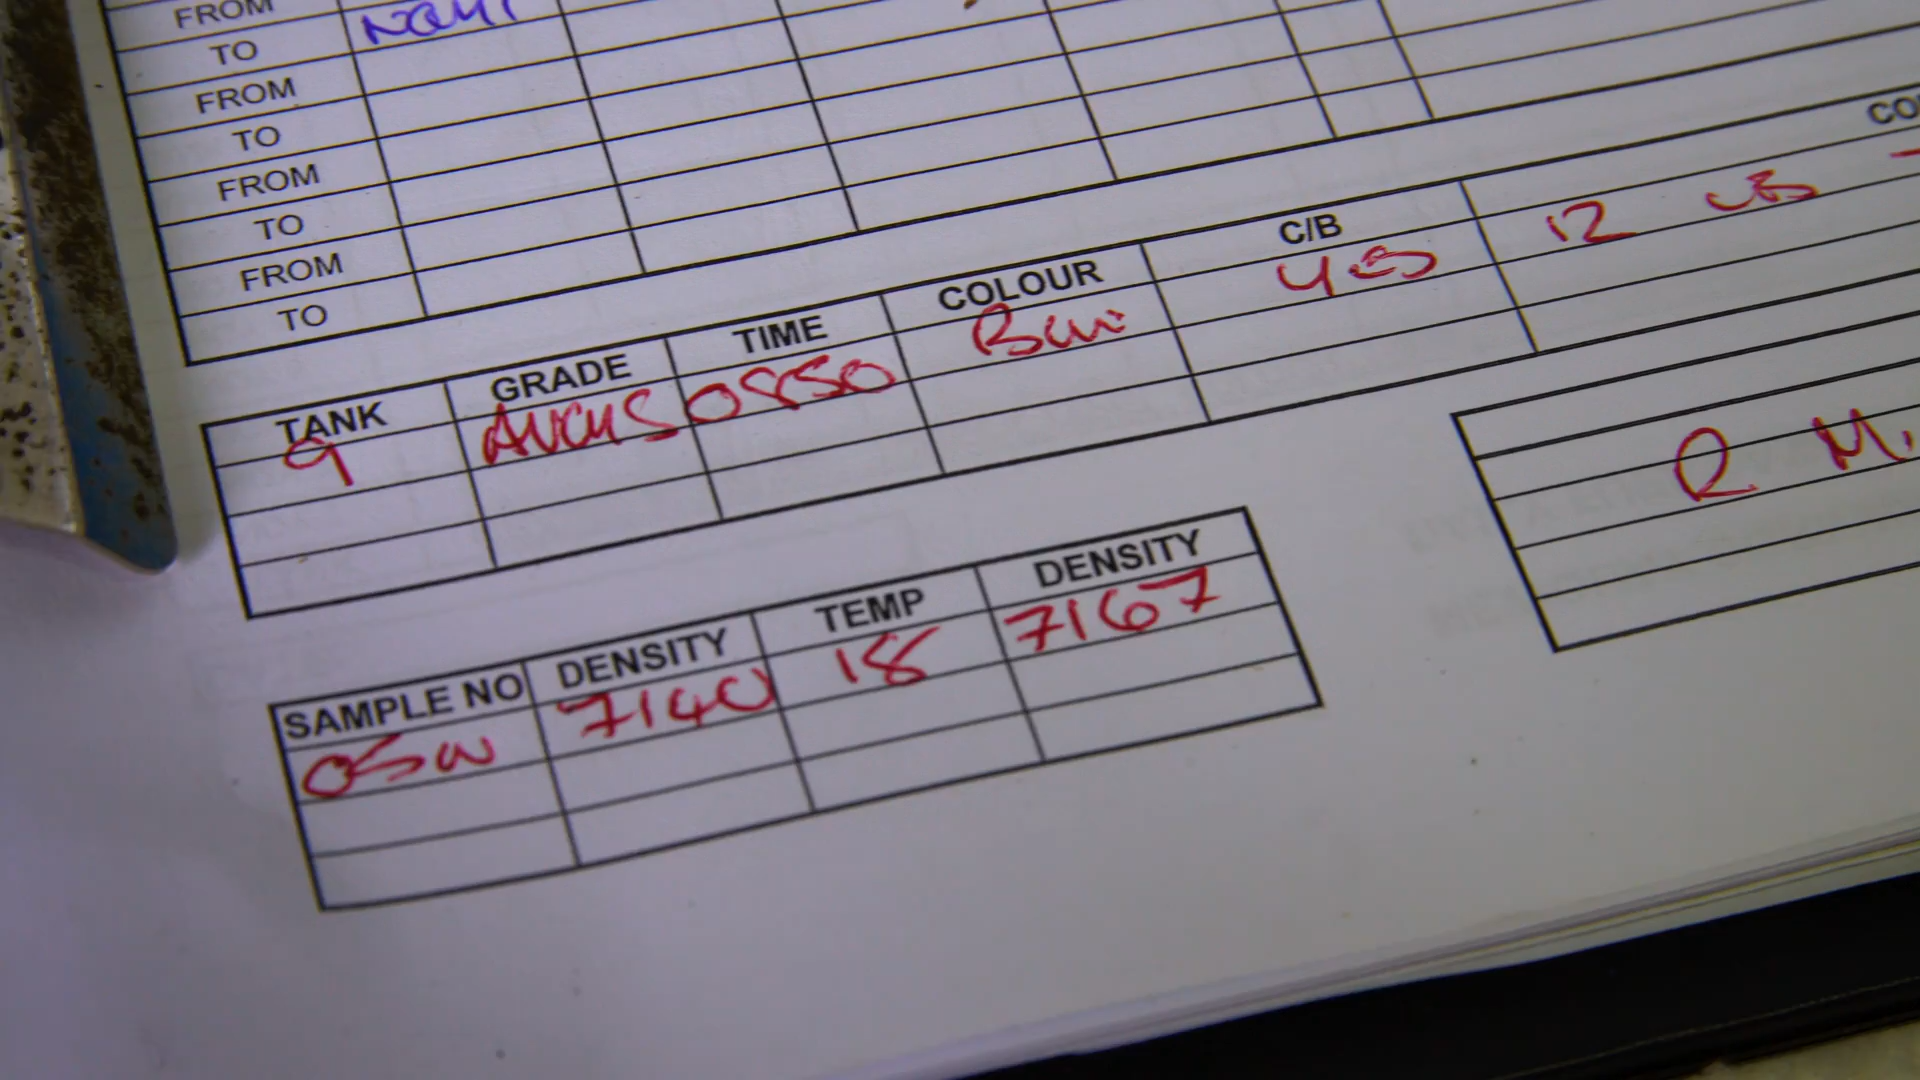 FROM
TO
FROM
TO
FROM
TO
FROM
TO
TANK GRADE TIME COLOUR C/B
9 0850 yes 12
R M.
SAMPLE NO DENSITY TEMP DENSITY
7140 18 7167